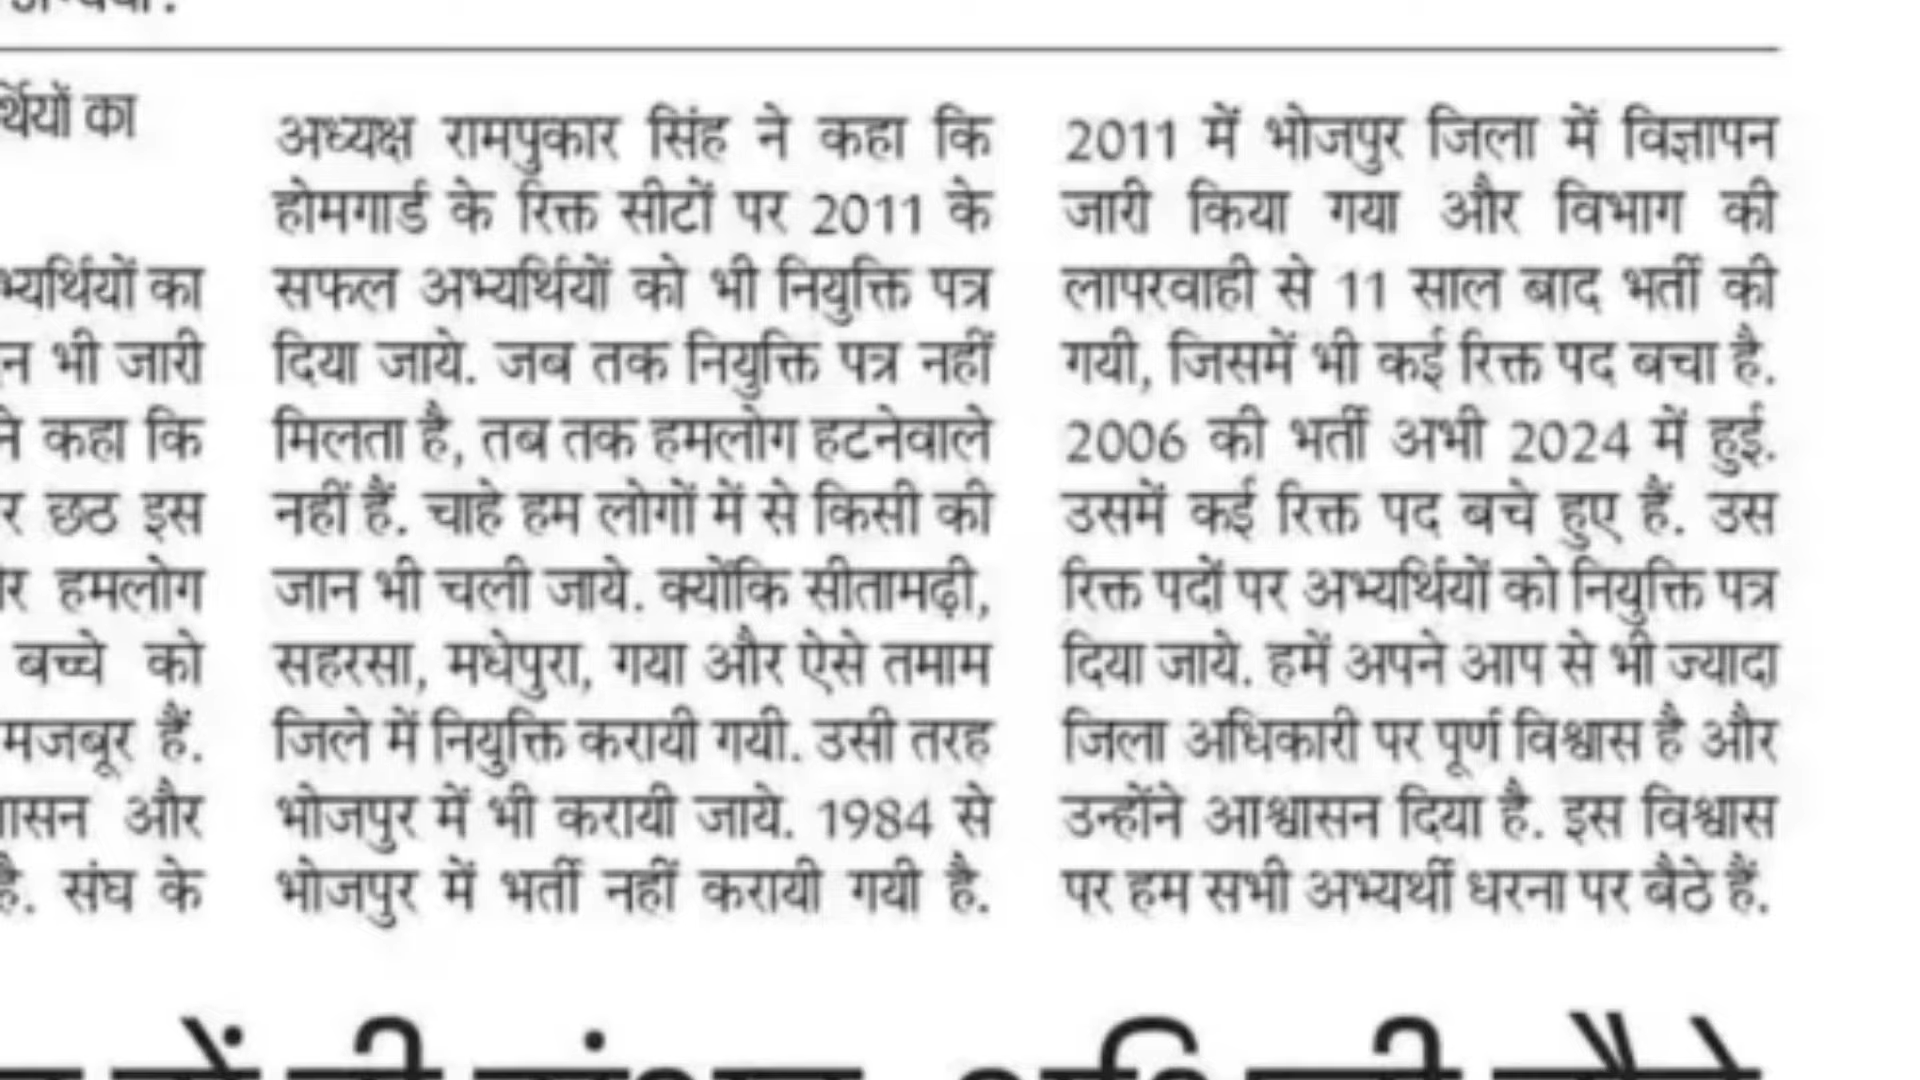 र्थियों का
भ्यर्थियों का
न भी जारी
ने कहा कि
र छठ इस
र हमलोग
बच्चे को
मजबूर हैं.
ासन और
है. संघ के
अध्यक्ष रामपुकार सिंह ने कहा कि
होमगार्ड के रिक्त सीटों पर 2011 के
सफल अभ्यर्थियों को भी नियुक्ति पत्र
दिया जाये. जब तक नियुक्ति पत्र नहीं
मिलता है, तब तक हमलोग हटनेवाले
नहीं हैं. चाहे हम लोगों में से किसी की
जान भी चली जाये. क्योंकि सीतामढ़ी,
सहरसा, मधेपुरा, गया और ऐसे तमाम
जिले में नियुक्ति करायी गयी. उसी तरह
भोजपुर में भी करायी जाये. 1984 से
भोजपुर में भर्ती नहीं करायी गयी है.
2011 में भोजपुर जिला में विज्ञापन
जारी किया गया और विभाग की
लापरवाही से 11 साल बाद भर्ती की
गयी, जिसमें भी कई रिक्त पद बचा है.
2006 की भर्ती अभी 2024 में हुई.
उसमें कई रिक्त पद बचे हुए हैं. उस
रिक्त पदों पर अभ्यर्थियों को नियुक्ति पत्र
दिया जाये. हमें अपने आप से भी ज्यादा
जिला अधिकारी पर पूर्ण विश्वास है और
उन्होंने आश्वासन दिया है. इस विश्वास
पर हम सभी अभ्यर्थी धरना पर बैठे हैं.